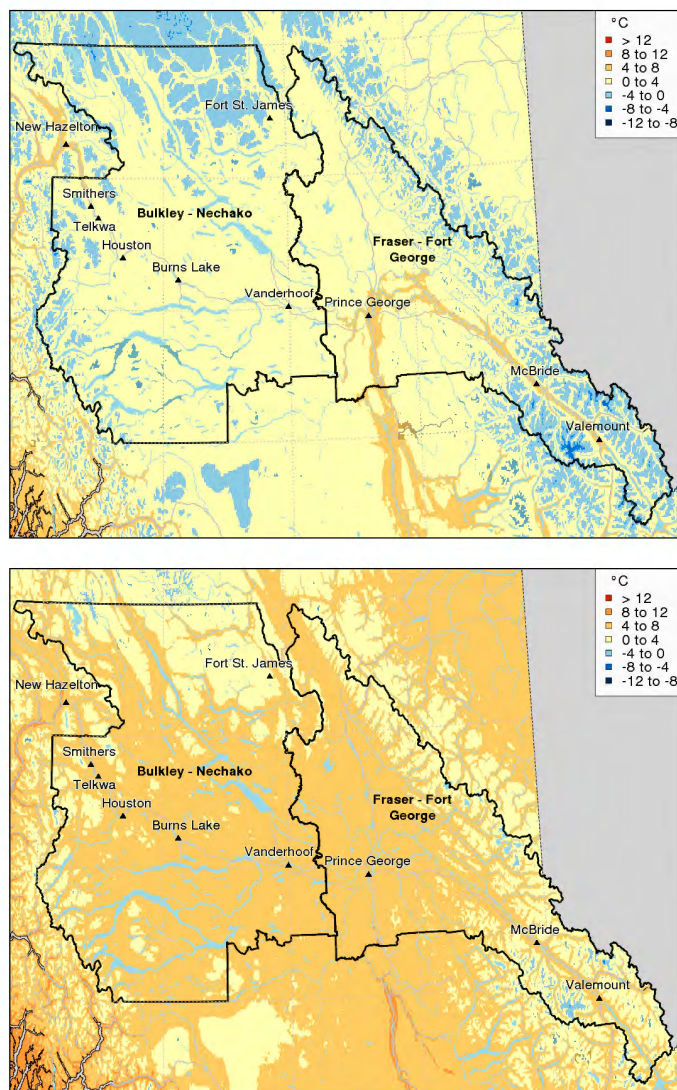 °C
> 12
8 to 12
4 to 8
0 to 4
-4 to 0
-8 to -4
-12 to -8
Fort St. James
New Hazelton
Smithers
Bulkley - Nechako
Telkwa
Fraser - Fort
George
Houston
Burns Lake
Vanderhoof
Prince George
McBride
Valemount
°C
> 12
8 to 12
4 to 8
0 to 4
-4 to 0
-8 to -4
-12 to -8
Fort St. James
New Hazelton
Smithers
Bulkley - Nechako
Telkwa
Fraser - Fort
George
Houston
Burns Lake
Vanderhoof
Prince George
McBride
Valemount